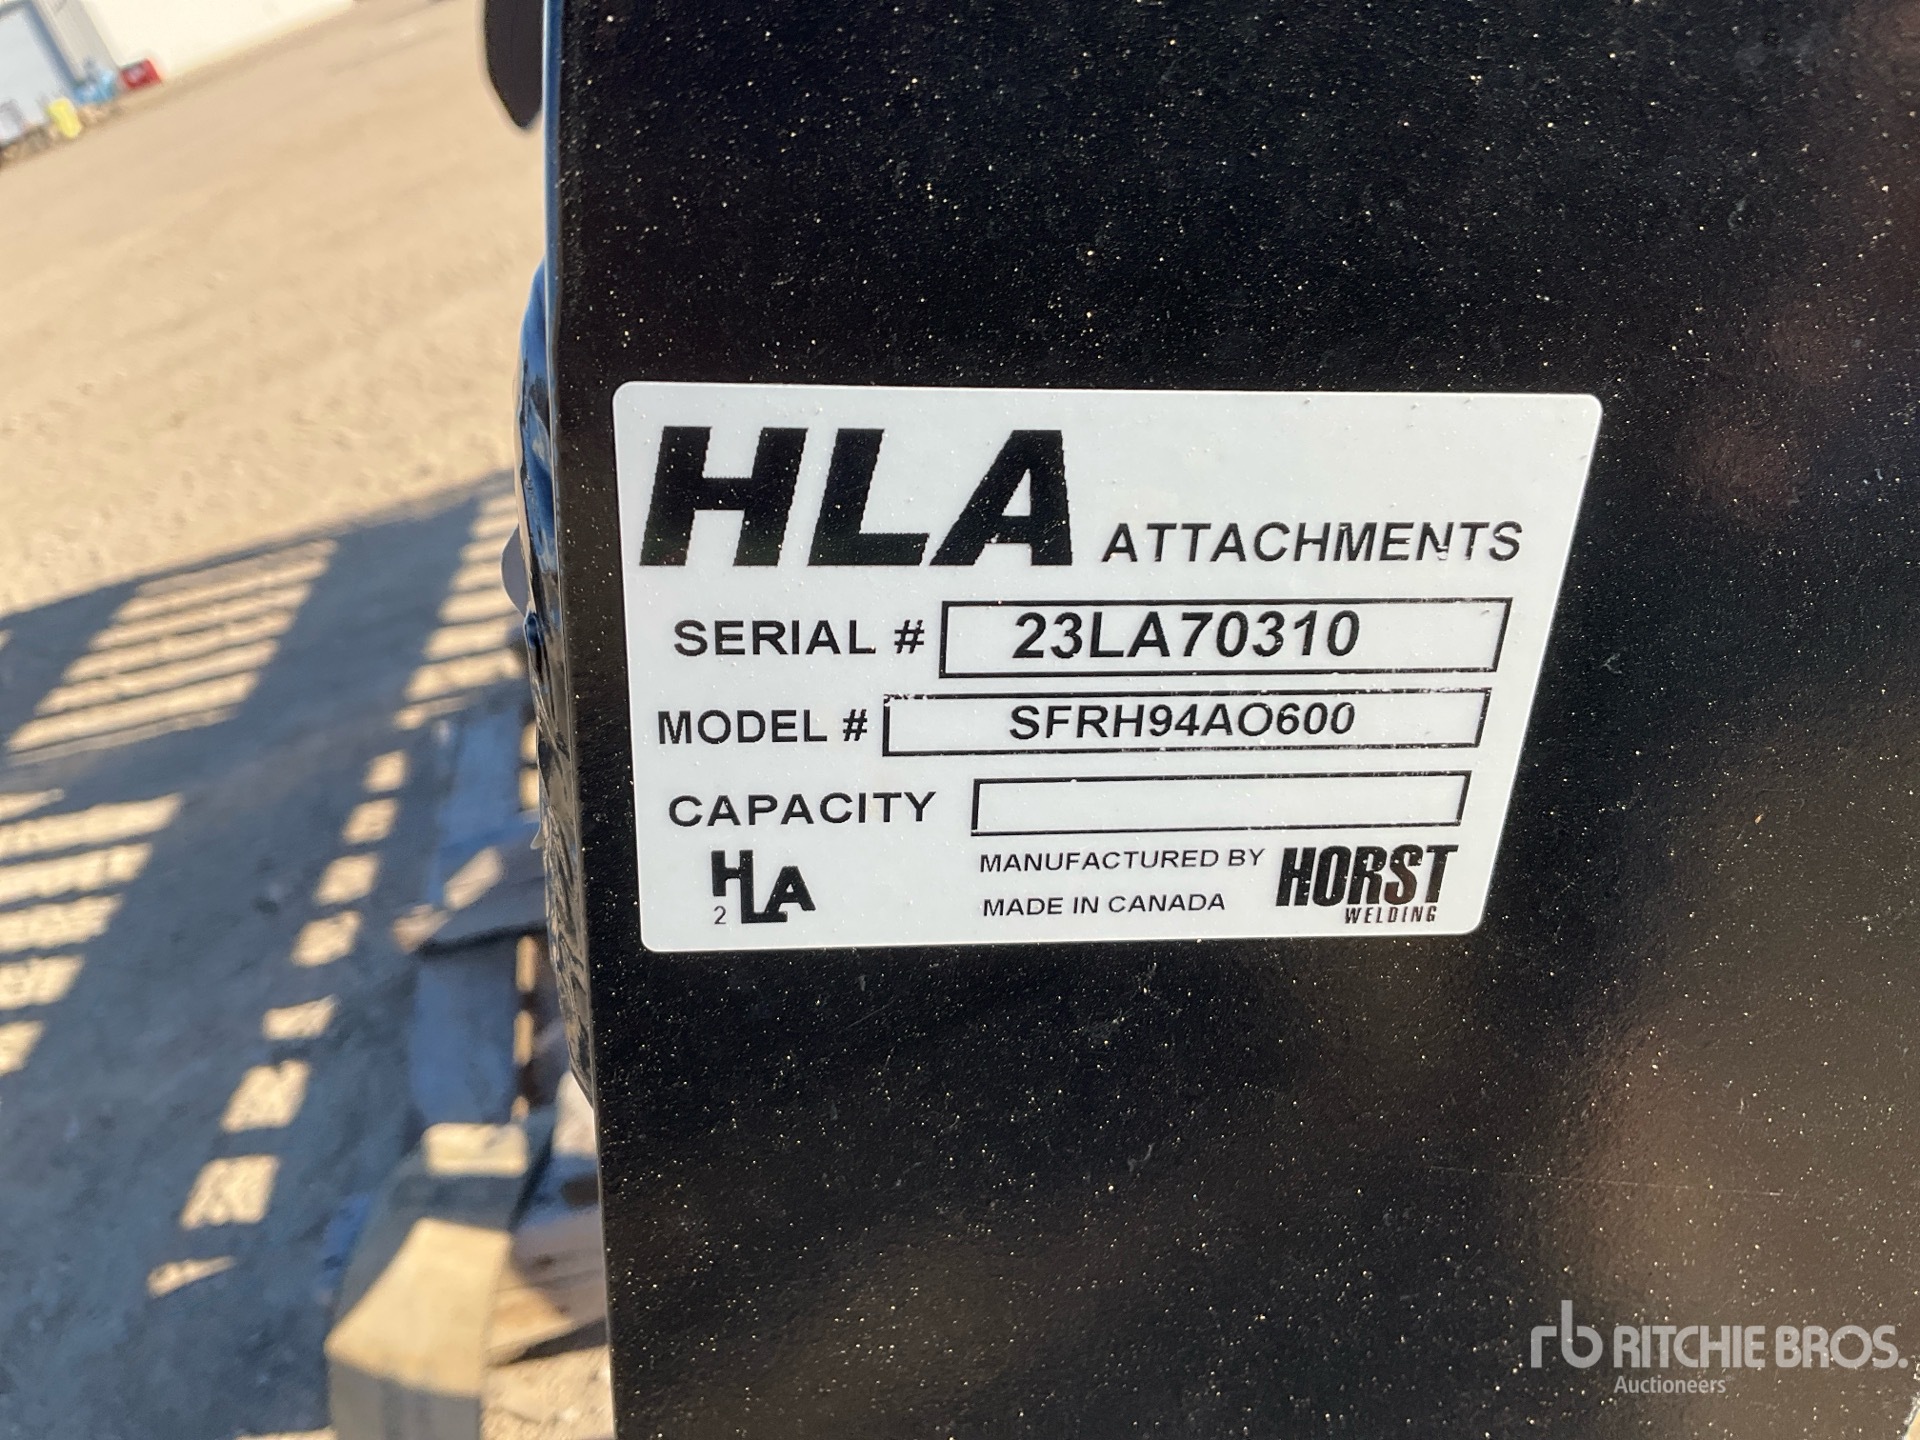 HLA ATTACHMENTS
SERIAL # 23LA70310
MODEL # SFRH94AO600
CAPACITY
HLA
2
MANUFACTURED BY HORST
MADE IN CANADA WELDING
rb RITCHIE BROS.
Auctioneers